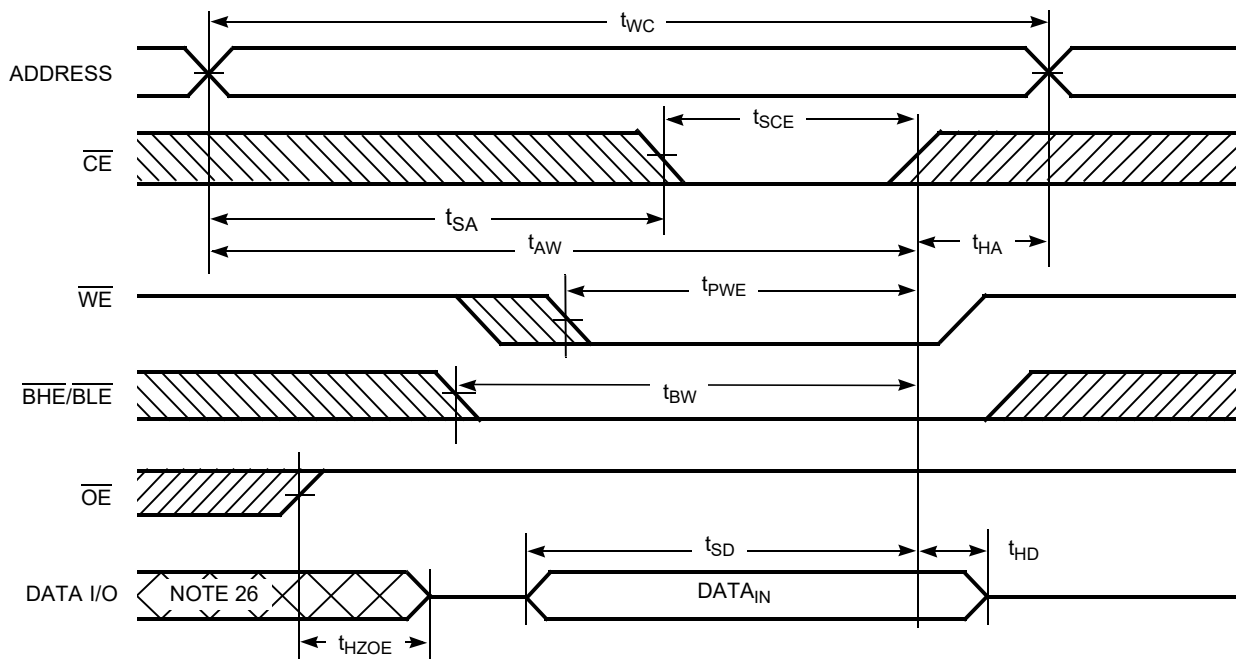 tWC
ADDRESS
tSCE
CE
tSA
tAW
tHA
WE
tPWE
BHE/BLE
tBW
OE
tSD
tHD
DATA I/O
NOTE 26
DATAIN
tHZOE